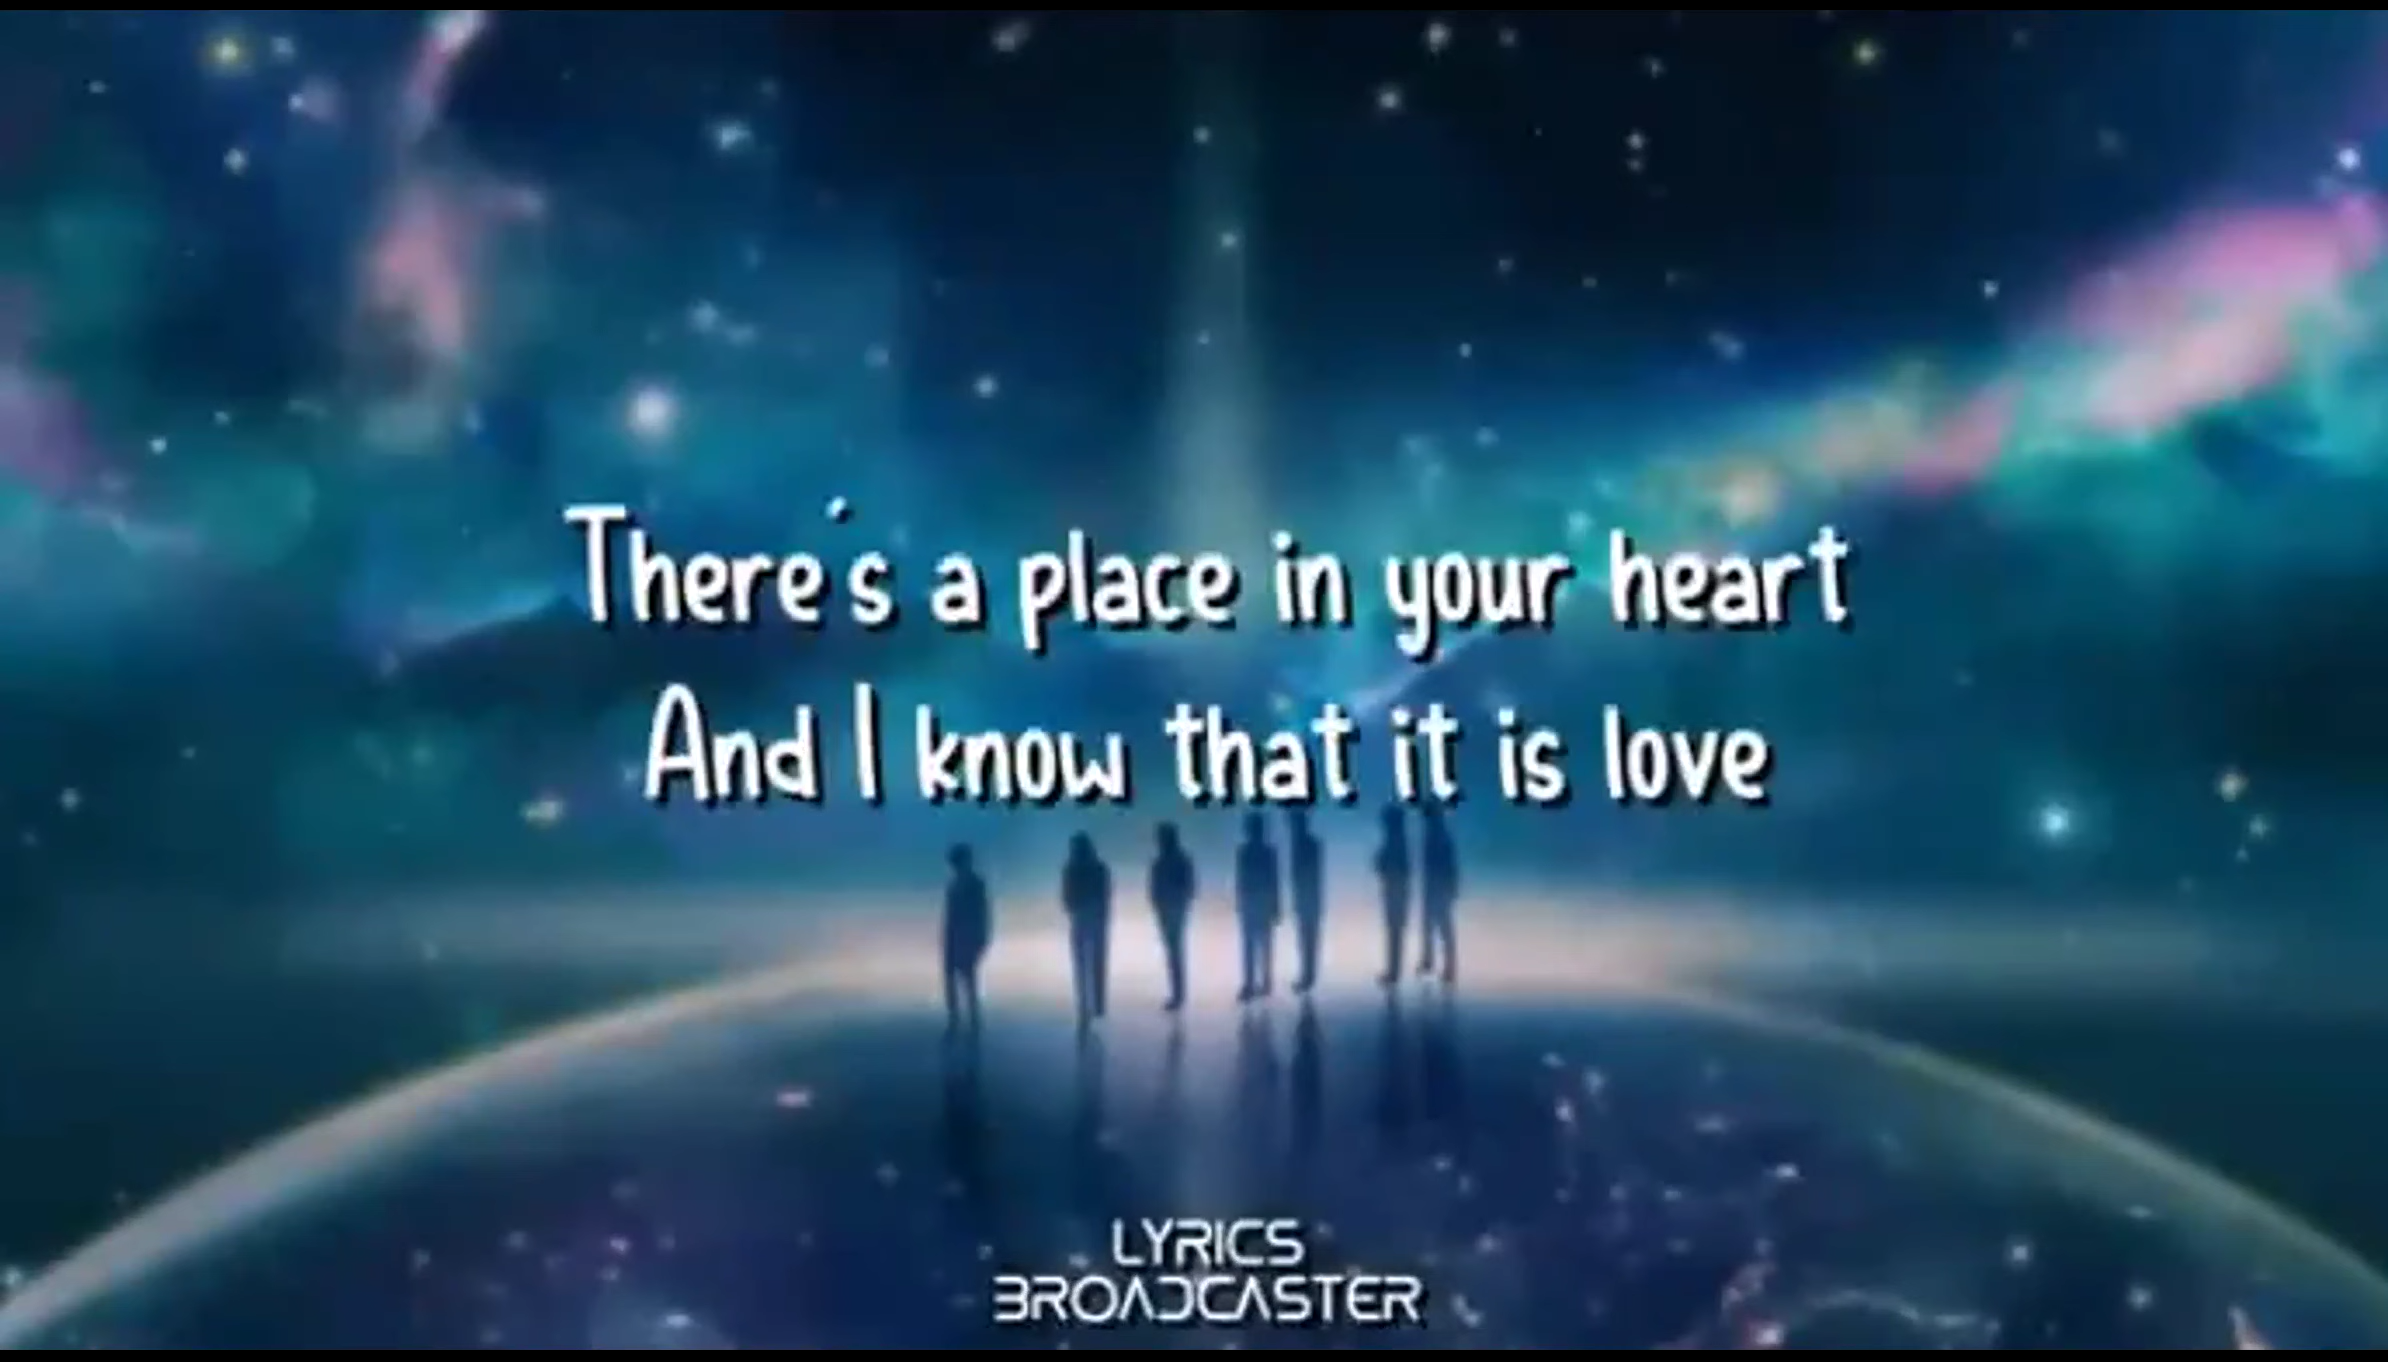 There's a place in your heart
And I know that it is love
LYRICS
BROADCASTER